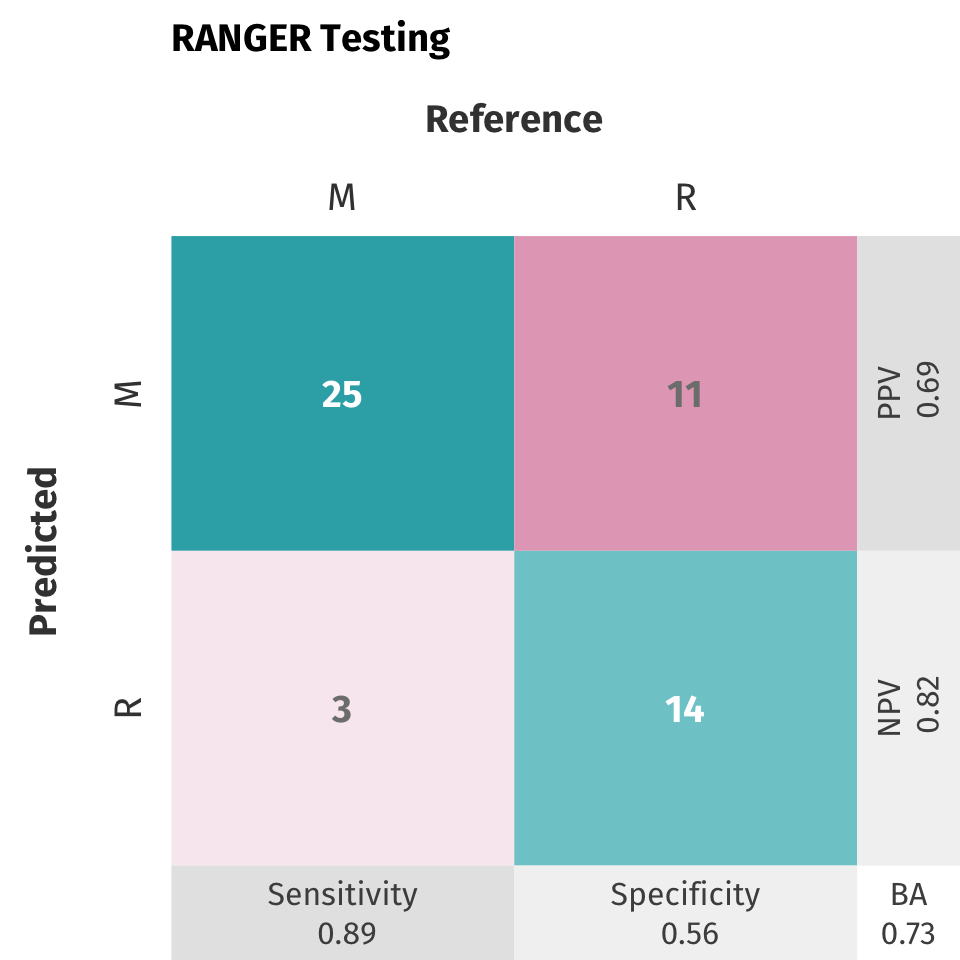 RANGER Testing
Reference
M
R
Predicted
M
25
11
PPV
0.69
R
3
14
NPV
0.82
Sensitivity
0.89
Specificity
0.56
BA
0.73